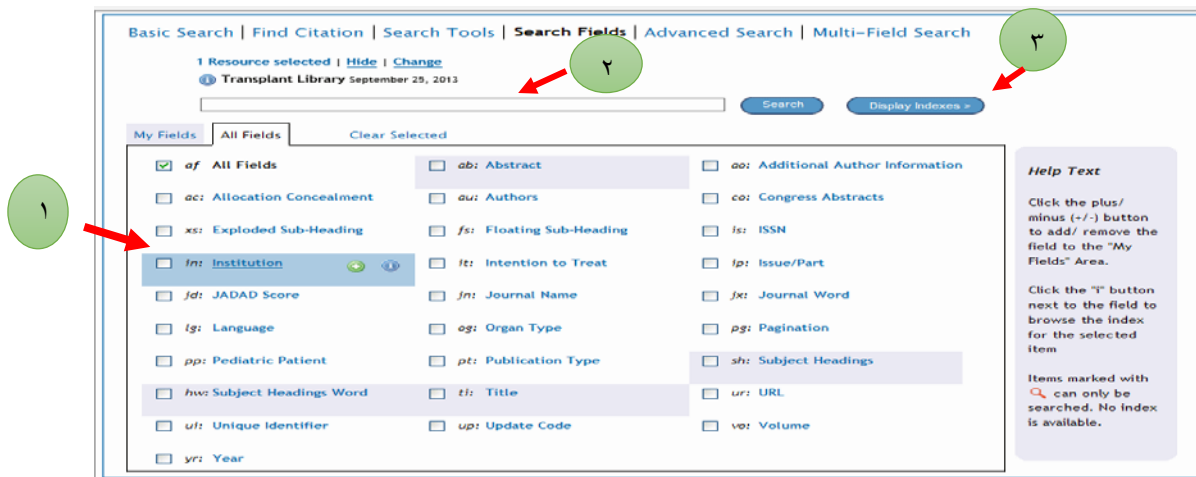 Basic Search | Find Citation | Search Tools | Search Fields | Advanced Search | Multi-Field Search
1 Resource selected | Hide | Change
Transplant Library September 25, 2013
Search
Display Indexes >
۱
۲
۳
My Fields
All Fields
Clear Selected
af All Fields
ab: Abstract
ao: Additional Author Information
ac: Allocation Concealment
au: Authors
co: Congress Abstracts
xs: Exploded Sub-Heading
fs: Floating Sub-Heading
is: ISSN
in: Institution
it: Intention to Treat
ip: Issue/Part
jd: JADAD Score
jn: Journal Name
jx: Journal Word
lg: Language
og: Organ Type
pg: Pagination
pp: Pediatric Patient
pt: Publication Type
sh: Subject Headings
hw: Subject Headings Word
ti: Title
ur: URL
ui: Unique Identifier
up: Update Code
vo: Volume
yr: Year
Help Text
Click the plus/
minus (+/-) button
to add/ remove the
field to the "My
Fields" Area.
Click the "i" button
next to the field to
browse the index
for the selected
item
Items marked with
can only be
searched. No index
is available.